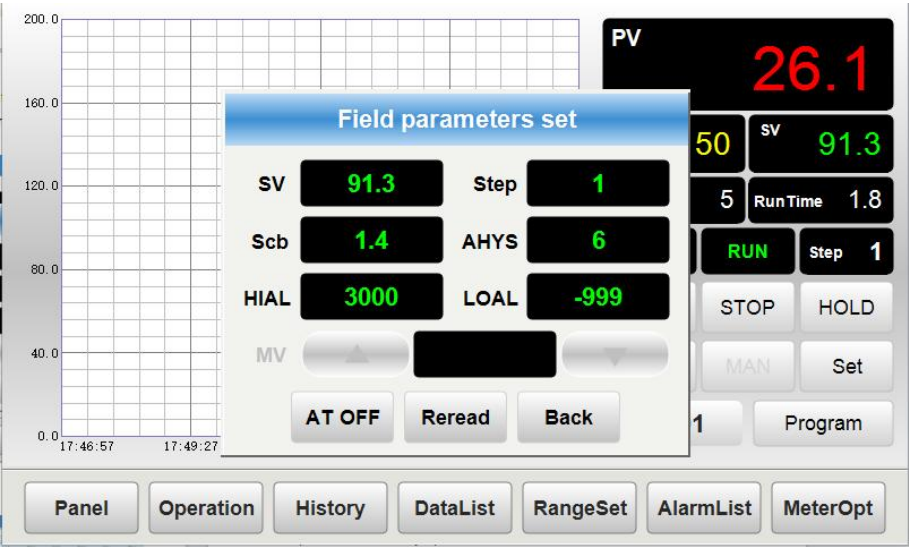 200.0
PV
26.1
160.0
Field parameters set
50
SV 91.3
120.0
SV 91.3 Step 1
5
RunTime 1.8
Scb 1.4 AHYS 6
RUN
Step 1
80.0
HIAL 3000 LOAL -999
STOP HOLD
40.0
MV
MAN Set
AT OFF Reread Back
1
Program
0.0
17:46:57 17:49:27
Panel Operation History DataList RangeSet AlarmList MeterOpt